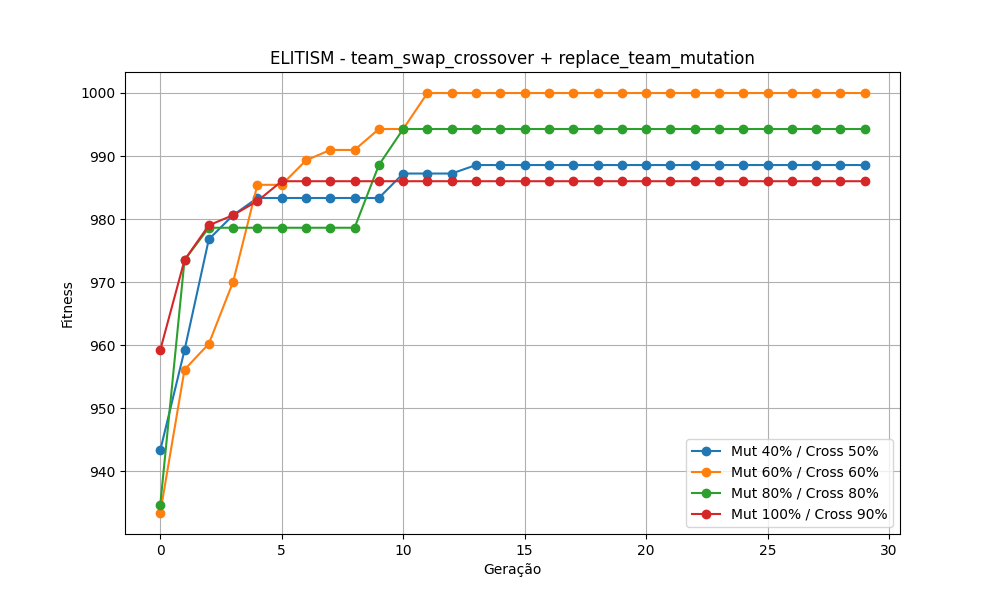 ELITISM - team_swap_crossover + replace_team_mutation
1000
990
980
970
960
950
940
Fitness
0
5
10
15
20
25
30
Geração
Mut 40% / Cross 50%
Mut 60% / Cross 60%
Mut 80% / Cross 80%
Mut 100% / Cross 90%